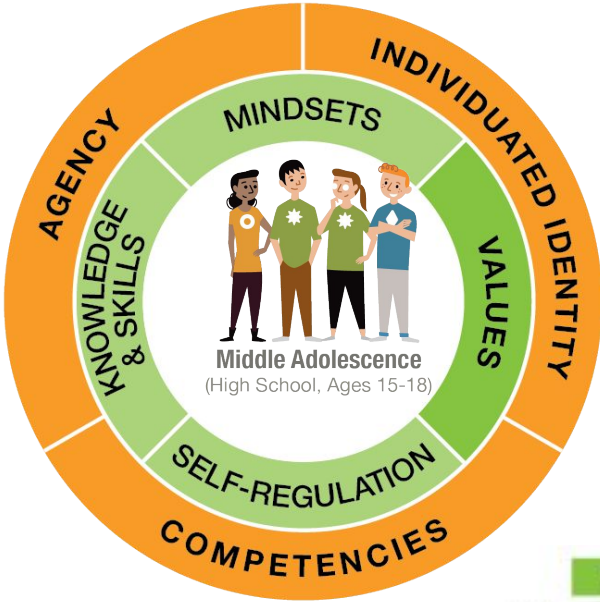 INDIVIDUATED IDENTITY
AGENCY
MINDSETS
KNOWLEDGE
& SKILLS
VALUES
Middle Adolescence
(High School, Ages 15-18)
SELF-REGULATION
COMPETENCIES